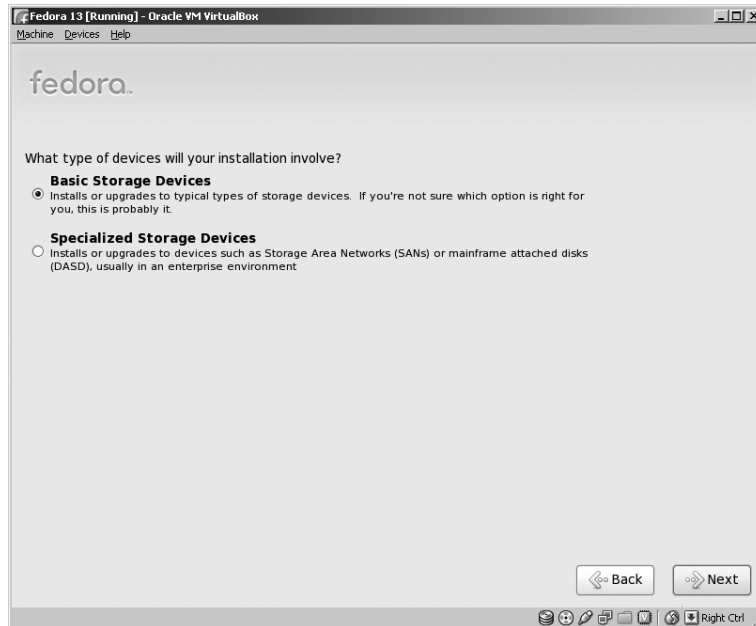 Fedora 13 [Running] - Oracle VM VirtualBox
Machine Devices Help
fedora™
What type of devices will your installation involve?
Basic Storage Devices
Installs or upgrades to typical types of storage devices. If you're not sure which option is right for
you, this is probably it.
Specialized Storage Devices
Installs or upgrades to devices such as Storage Area Networks (SANs) or mainframe attached disks
(DASD), usually in an enterprise environment
Back Next
Right Ctrl